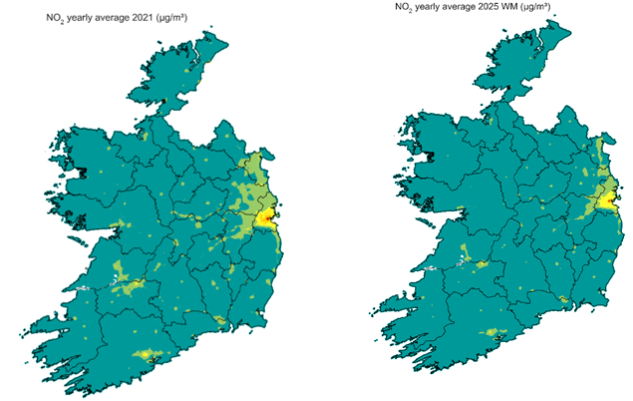 NO₂ yearly average 2021 (µg/m³)
NO₂ yearly average 2025 WM (µg/m³)